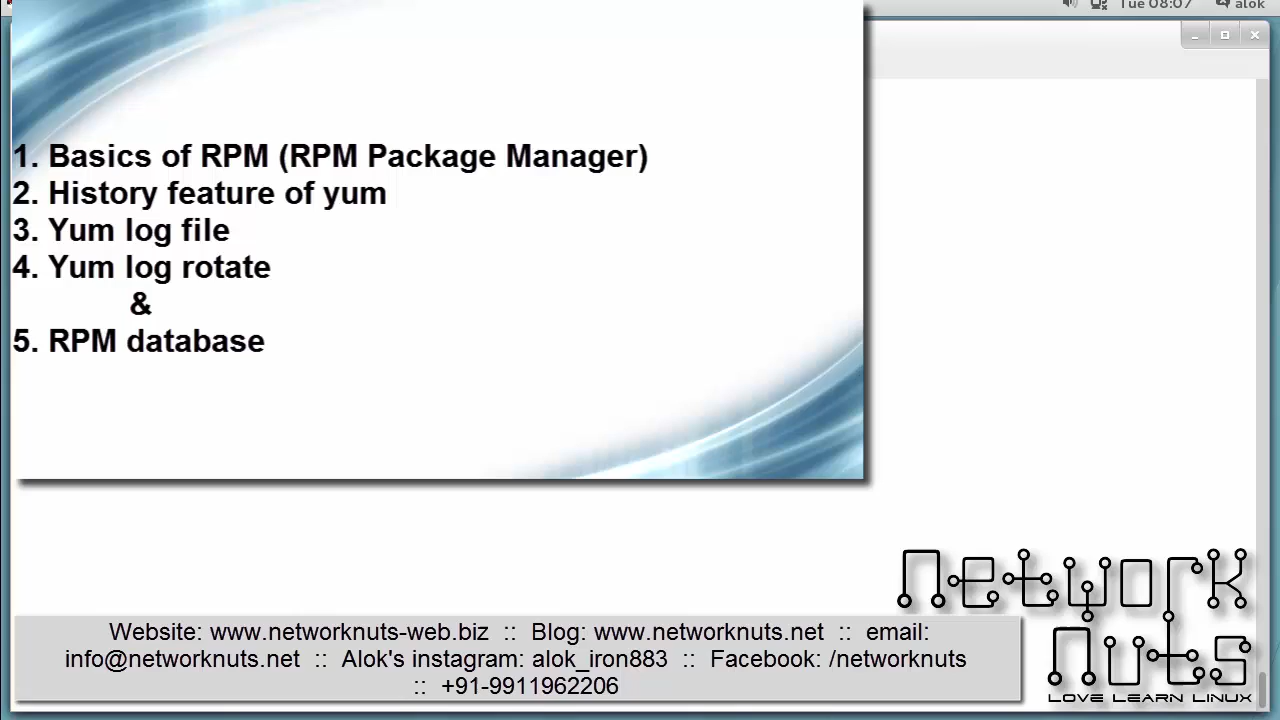 Tue 08:07 alok
1. Basics of RPM (RPM Package Manager)
2. History feature of yum
3. Yum log file
4. Yum log rotate
&
5. RPM database
Network
Nuts
LOVE LEARN LINUX
Website: www.networknuts-web.biz :: Blog: www.networknuts.net :: email:
info@networknuts.net :: Alok's instagram: alok_iron883 :: Facebook: /networknuts
:: +91-9911962206